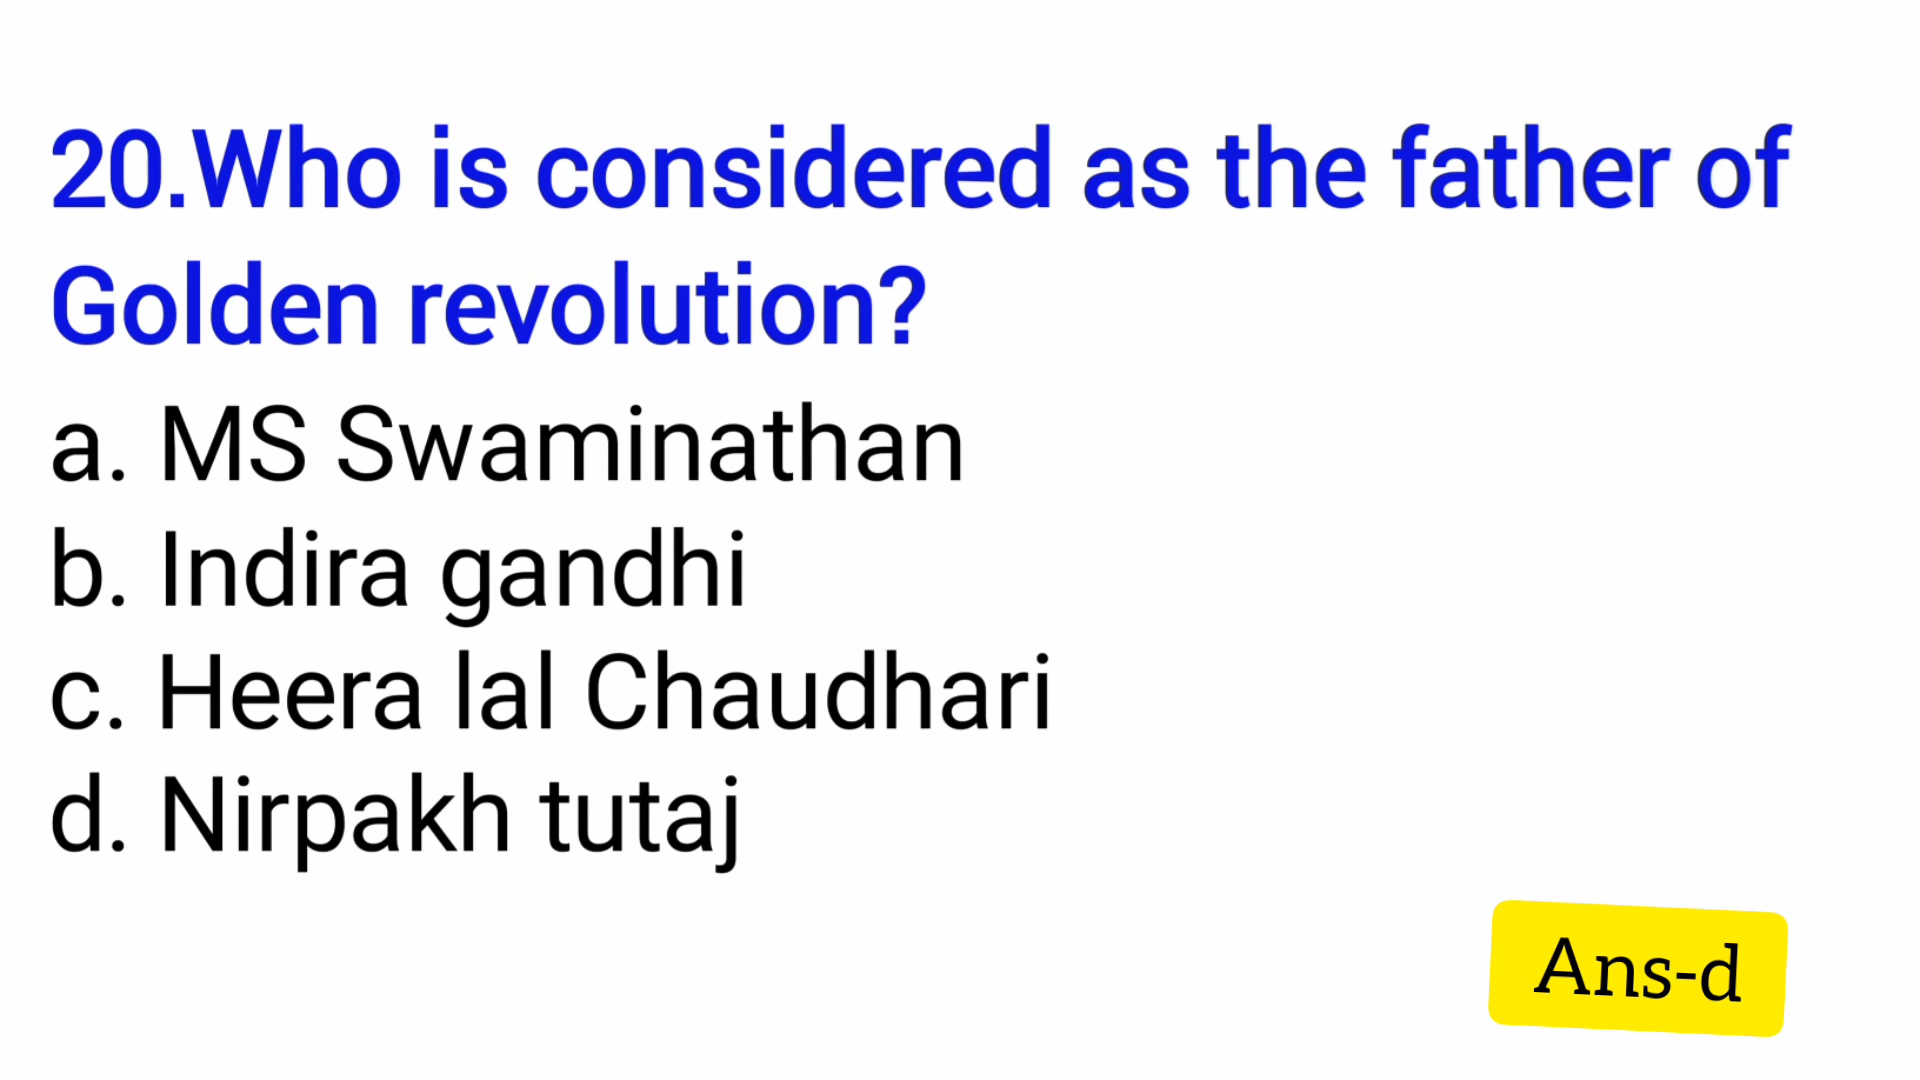 20.Who is considered as the father of
Golden revolution?
a. MS Swaminathan
b. Indira gandhi
c. Heera lal Chaudhari
d. Nirpakh tutaj
Ans-d